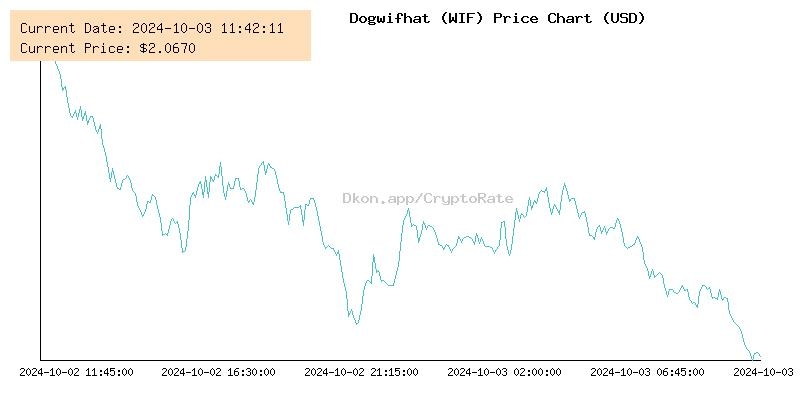 Dogwifhat (WIF) Price Chart (USD)
Current Date: 2024-10-03 11:42:11
Current Price: $2.0670
Dkon.app/CryptoRate
2024-10-02 11:45:00 2024-10-02 16:30:00 2024-10-02 21:15:00 2024-10-03 02:00:00 2024-10-03 06:45:00 2024-10-03